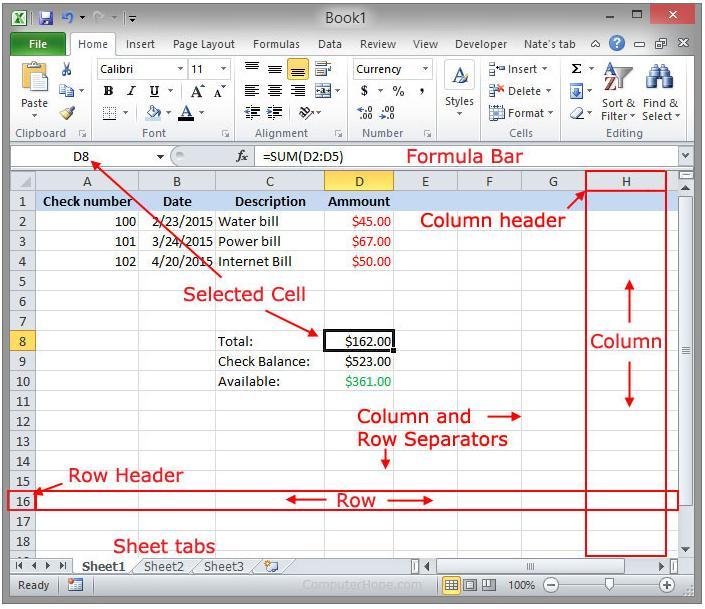 Book1
File Home Insert Page Layout Formulas Data Review View Developer Nate's tab
Calibri 11 Currency Insert Σ
Paste B I U A A $ % , Styles Delete Sort & Filter Find & Select
Format
Clipboard Font Alignment Number Cells Editing
D8 fx =SUM(D2:D5) Formula Bar
A B C D E F G H
1 Check number Date Description Ammount
2 100 2/23/2015 Water bill $45.00 Column header
3 101 3/24/2015 Power bill $67.00
4 102 4/20/2015 Internet Bill $50.00
5
6 Selected Cell
7
8 Total: $162.00 Column
9 Check Balance: $523.00
10 Available: $361.00
11
12 Column and
13 Row Separators
14
15 Row Header
16 Row
17
18 Sheet tabs
Sheet1 Sheet2 Sheet3
Ready ComputerHope.com 100%